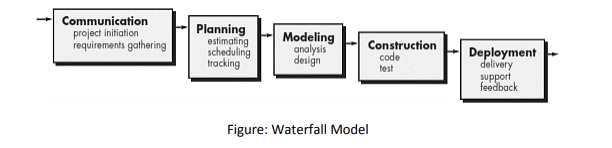 Communication
project initiation
requirements gathering
Planning
estimating
scheduling
tracking
Modeling
analysis
design
Construction
code
test
Deployment
delivery
support
feedback
Figure: Waterfall Model